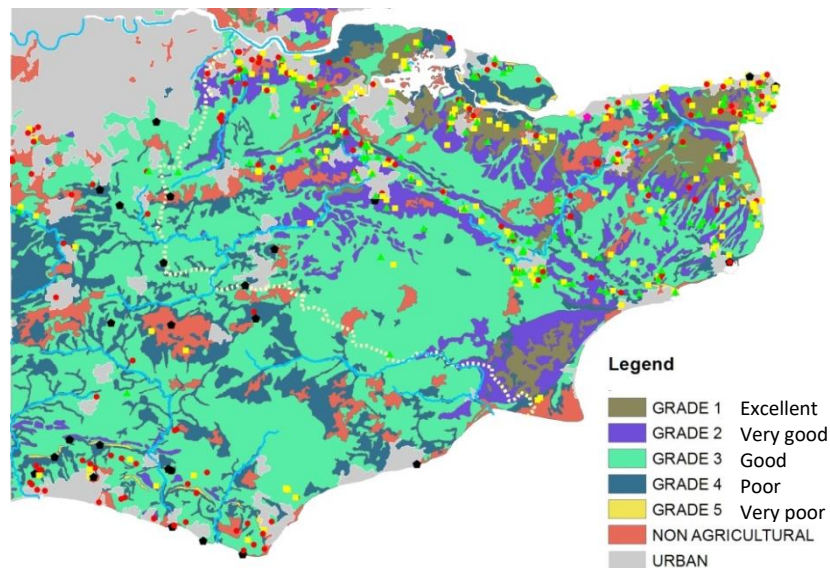 Legend
GRADE 1 Excellent
GRADE 2 Very good
GRADE 3 Good
GRADE 4 Poor
GRADE 5 Very poor
NON AGRICULTURAL
URBAN